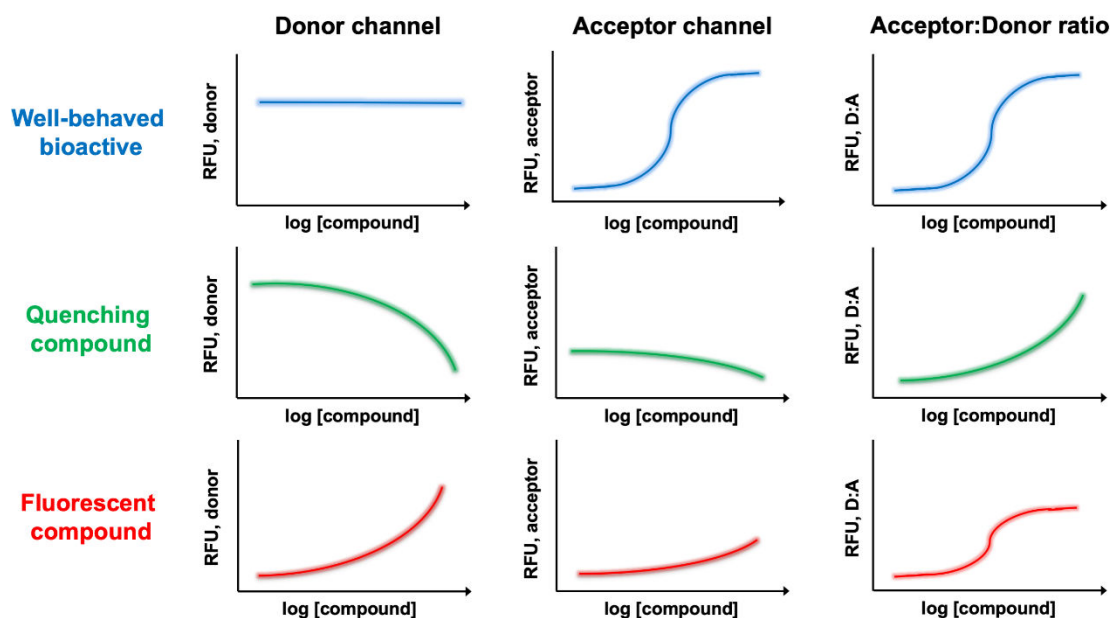 Donor channel
Acceptor channel
Acceptor:Donor ratio
Well-behaved
bioactive
RFU, donor
log [compound]
RFU, acceptor
log [compound]
RFU, D:A
log [compound]
Quenching
compound
RFU, donor
log [compound]
RFU, acceptor
log [compound]
RFU, D:A
log [compound]
Fluorescent
compound
RFU, donor
log [compound]
RFU, acceptor
log [compound]
RFU, D:A
log [compound]